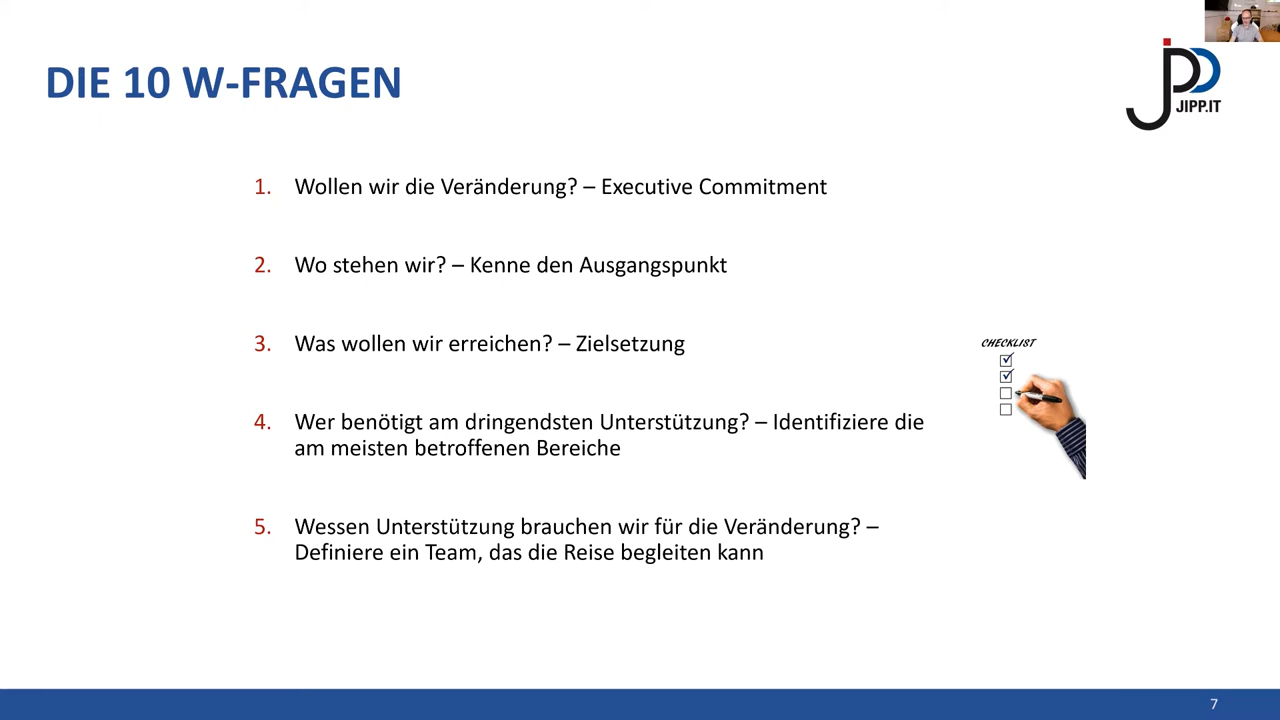 DIE 10 W-FRAGEN
JIPP.IT
1. Wollen wir die Veränderung? – Executive Commitment
2. Wo stehen wir? – Kenne den Ausgangspunkt
3. Was wollen wir erreichen? – Zielsetzung
CHECKLIST
4. Wer benötigt am dringendsten Unterstützung? – Identifiziere die
am meisten betroffenen Bereiche
5. Wessen Unterstützung brauchen wir für die Veränderung? –
Definiere ein Team, das die Reise begleiten kann
7